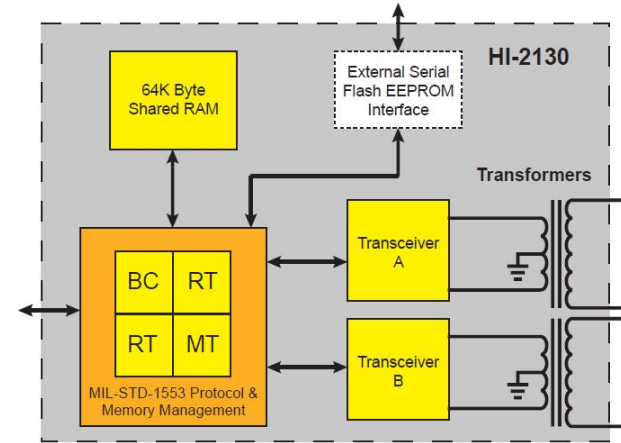 HI-2130
64K Byte
Shared RAM
External Serial
Flash EEPROM
Interface
Transformers
Transceiver
A
BC RT
RT MT
MIL-STD-1553 Protocol &
Memory Management
Transceiver
B